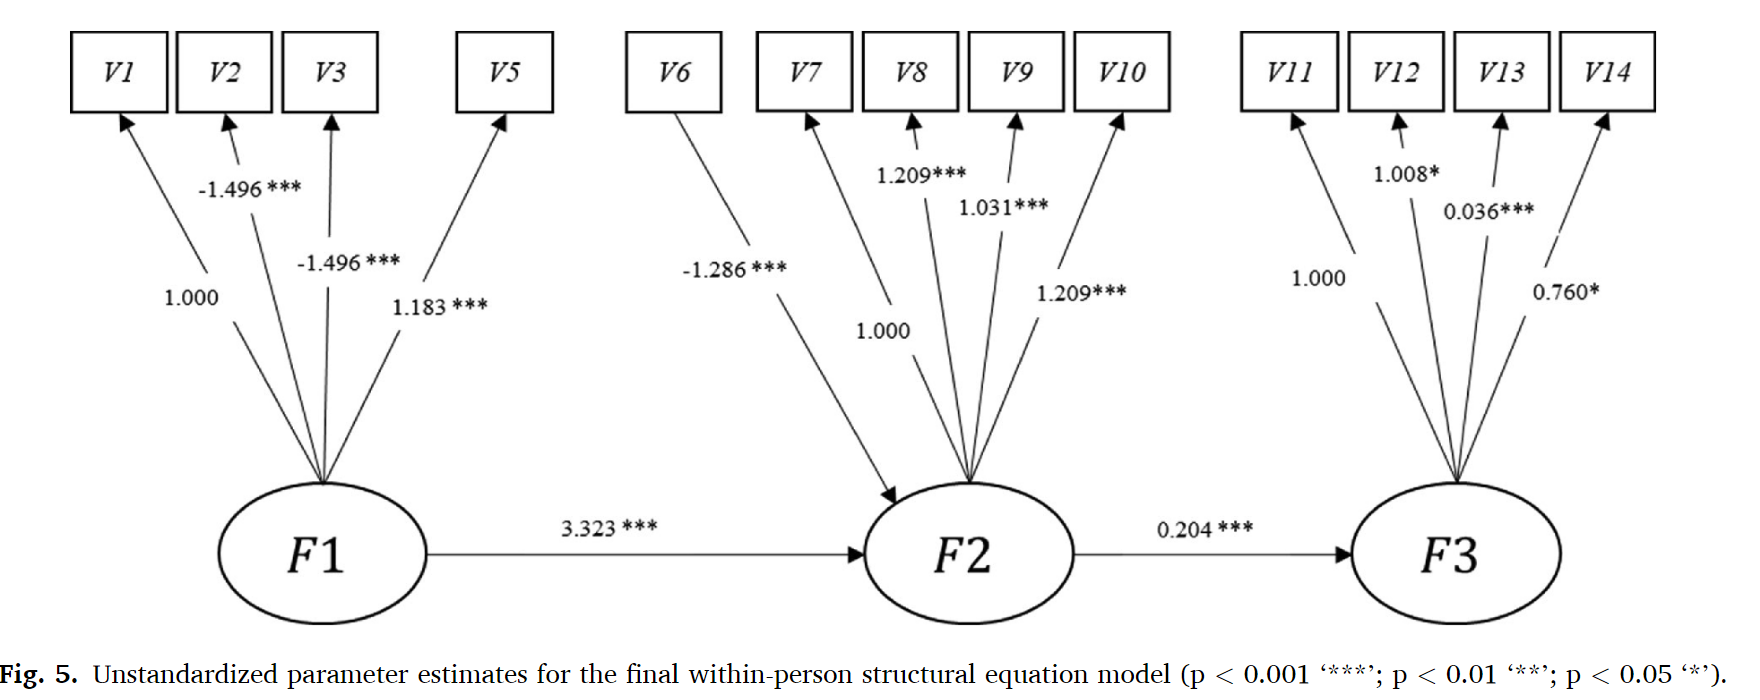 V1 V2 V3 V5 V6 V7 V8 V9 V10 V11 V12 V13 V14
1.209*** 1.008*
-1.496 *** 1.031*** 0.036***
-1.496 *** -1.286 *** 1.000
1.000 1.183 *** 1.209*** 0.760*
1.000
3.323 *** 0.204 ***
F1 F2 F3
Fig. 5. Unstandardized parameter estimates for the final within-person structural equation model (p < 0.001 ‘***’; p < 0.01 ‘**’; p < 0.05 ‘*’).